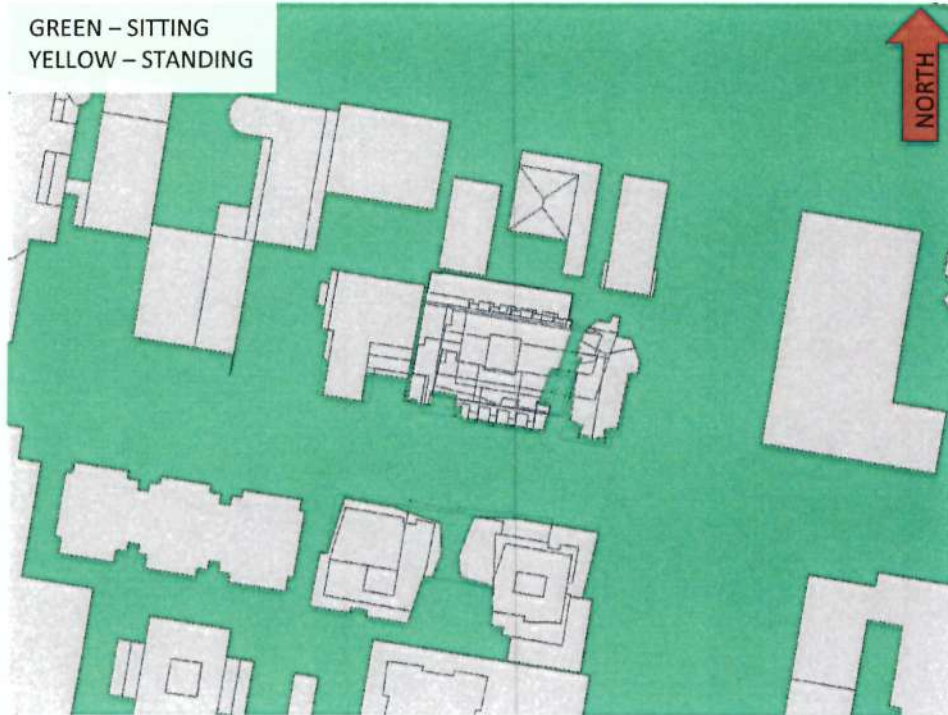 GREEN – SITTING
YELLOW – STANDING
NORTH